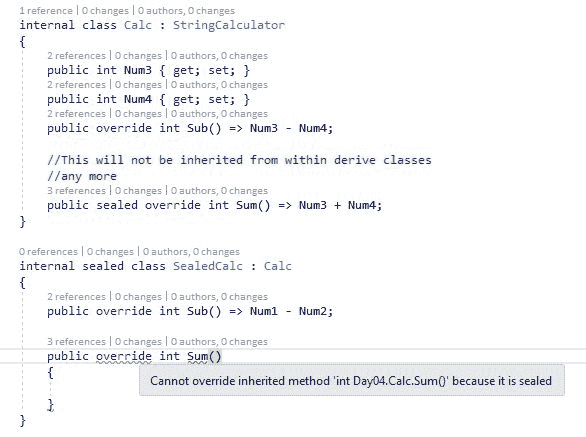 1 reference | 0 changes | 0 authors, 0 changes
internal class Calc : StringCalculator
{
2 references | 0 changes | 0 authors, 0 changes
public int Num3 { get; set; }
2 references | 0 changes | 0 authors, 0 changes
public int Num4 { get; set; }
2 references | 0 changes | 0 authors, 0 changes
public override int Sub() => Num3 - Num4;
//This will not be inherited from within derive classes
//any more
3 references | 0 changes | 0 authors, 0 changes
public sealed override int Sum() => Num3 + Num4;
}
0 references | 0 changes | 0 authors, 0 changes
internal sealed class SealedCalc : Calc
{
2 references | 0 changes | 0 authors, 0 changes
public override int Sub() => Num1 - Num2;
3 references | 0 changes | 0 authors, 0 changes
public override int Sum()
{
Cannot override inherited method 'int Day04.Calc.Sum()' because it is sealed
}
}